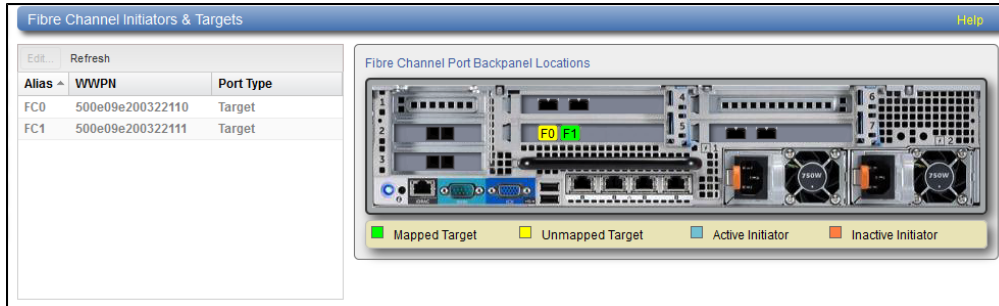 Fibre Channel Initiators & Targets
Help
Edit... Refresh
Alias WWPN Port Type
FC0 500e09e200322110 Target
FC1 500e09e200322111 Target
Fibre Channel Port Backpanel Locations
1
2
3
4
5
6
7
F0 F1
1
2
750W
750W
Mapped Target
Unmapped Target
Active Initiator
Inactive Initiator